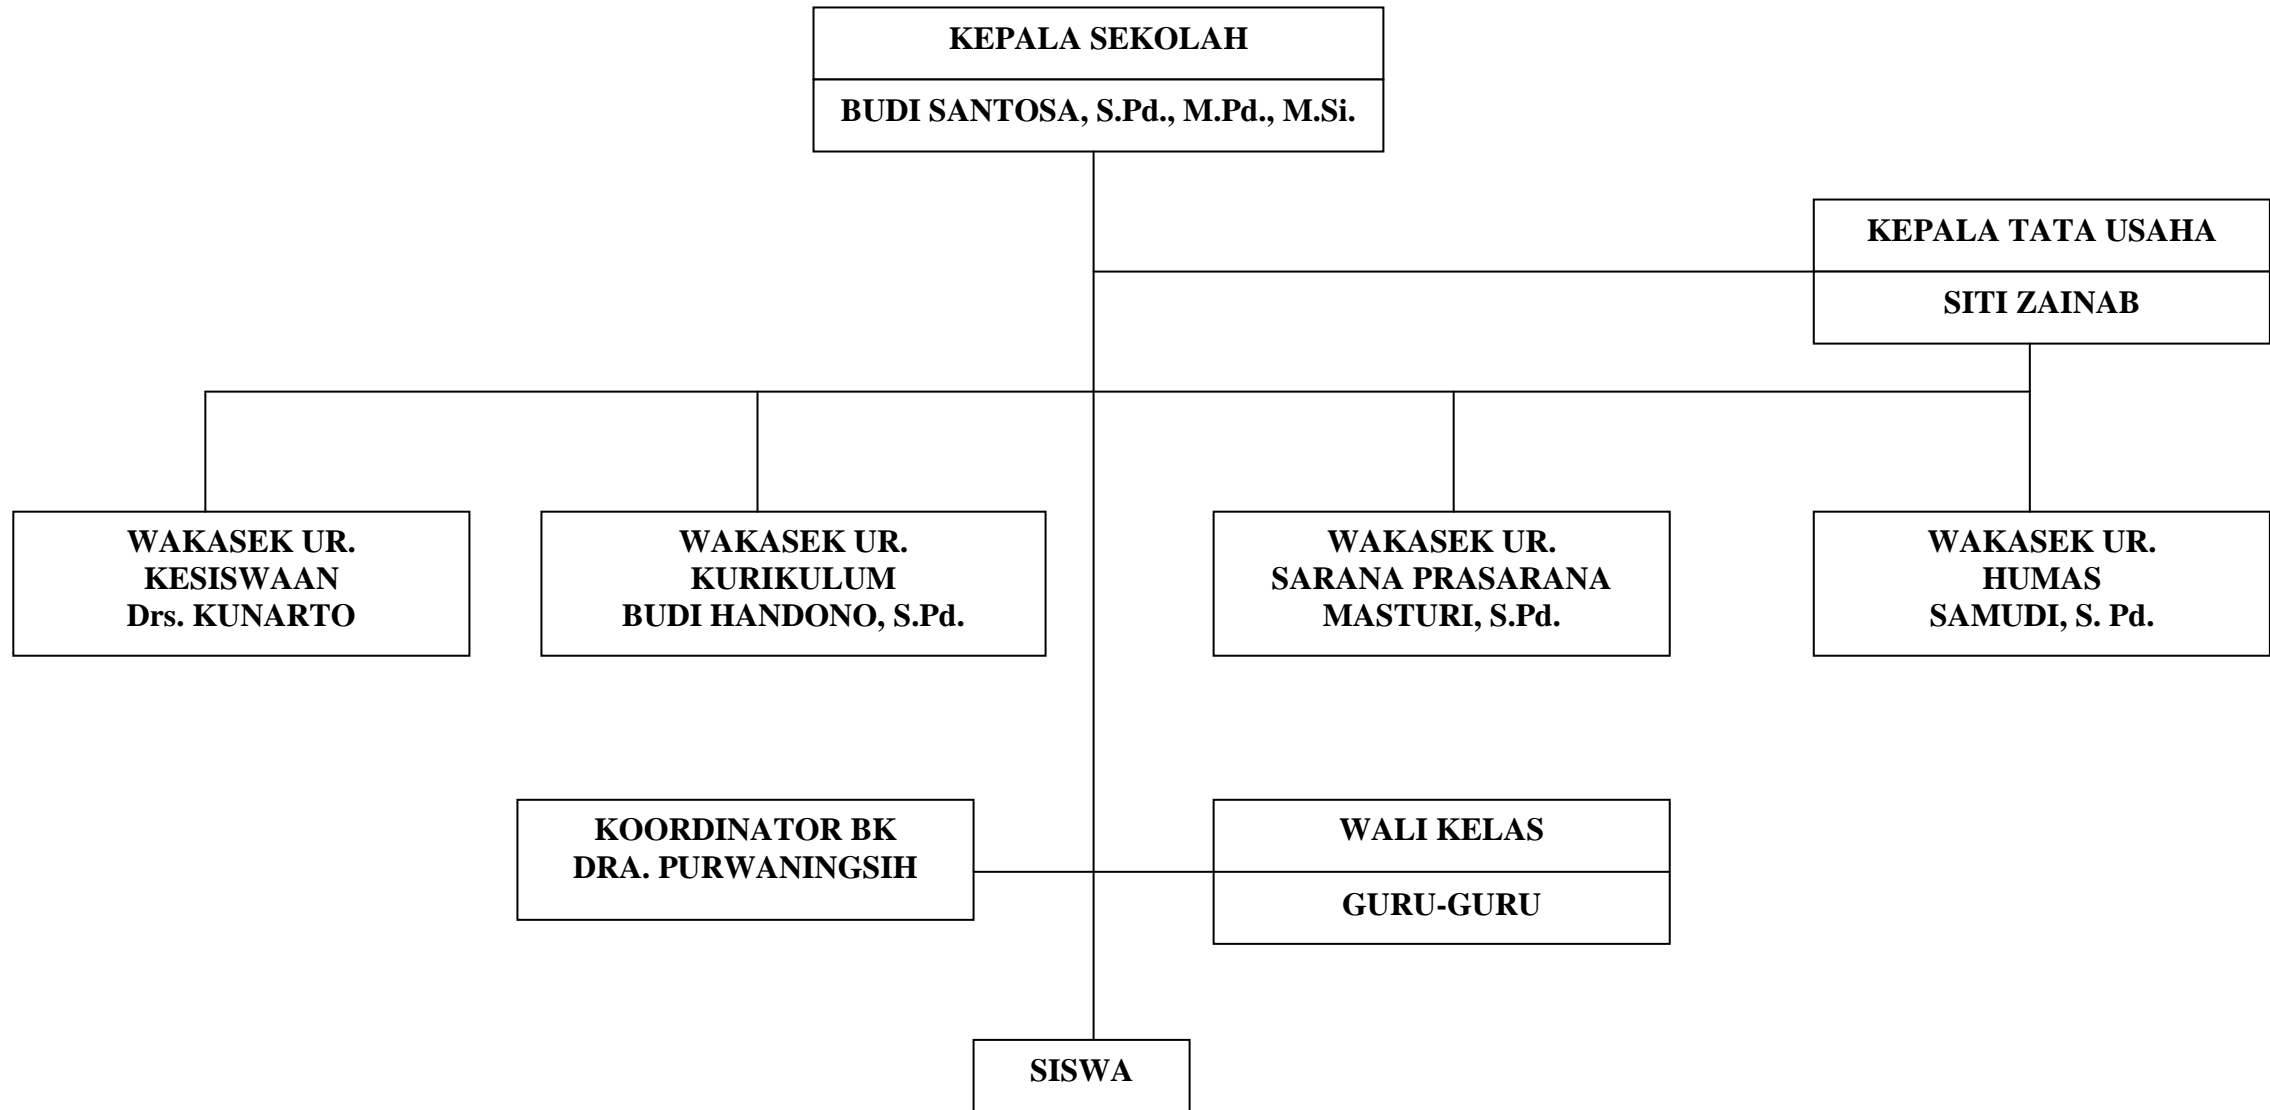 KEPALA SEKOLAH
BUDI SANTOSA, S.Pd., M.Pd., M.Si.
KEPALA TATA USAHA
SITI ZAINAB
WAKASEK UR.
KESISWAAN
Drs. KUNARTO
WAKASEK UR.
KURIKULUM
BUDI HANDONO, S.Pd.
WAKASEK UR.
SARANA PRASARANA
MASTURI, S.Pd.
WAKASEK UR.
HUMAS
SAMUDI, S. Pd.
KOORDINATOR BK
DRA. PURWANINGSIH
WALI KELAS
GURU-GURU
SISWA